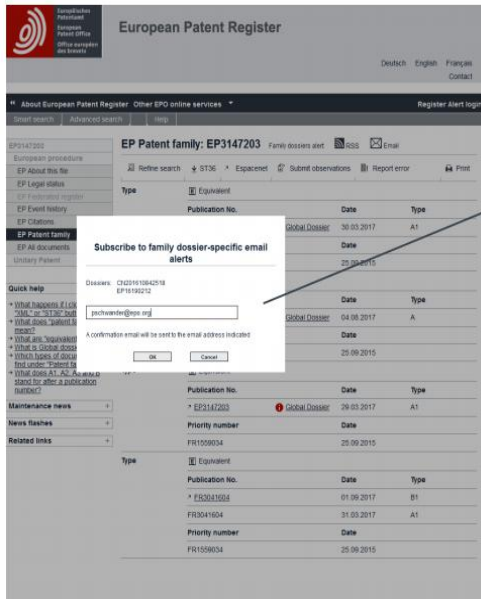 Europäisches
Patentamt
European
Patent Office
Office européen
des brevets
European Patent Register
Deutsch English Français
Contact
About European Patent Register Other EPO online services
Register Alert login
Smart search Advanced search Help
EP3147203
European procedure
EP About this file
EP Legal status
EP Federated register
EP Event history
EP Citations
EP Patent family
EP All documents
Unitary Patent
Quick help
What happens if I clic
"XML" or "ST36" butt
What does "patent fa
mean?
What are "equivalent
What is Global dossi
Which types of docu
find under "Patent fa
What does A1, A2, A3 and B
stand for after a publication
number?
Maintenance news +
News flashes +
Related links +
EP Patent family: EP3147203 Family dossiers alert RSS Email
Refine search ST36 Espacenet Submit observations Report error Print
Type E Equivalent
Publication No. Date Type
Global Dossier 30.03.2017 A1
Date
25.09.2015
Date Type
Global Dossier 04.08.2017 A
Date
25.09.2015
Subscribe to family dossier-specific email
alerts
Dossiers: CN201610842518
EP16190212
pschwander@epo.org
A confirmation email will be sent to the email address indicated
OK Cancel
Publication No. Date Type
EP3147203 Global Dossier 29.03.2017 A1
Priority number Date
FR1559034 25.09.2015
Type E Equivalent
Publication No. Date Type
FR3041604 01.09.2017 B1
FR3041604 31.03.2017 A1
Priority number Date
FR1559034 25.09.2015